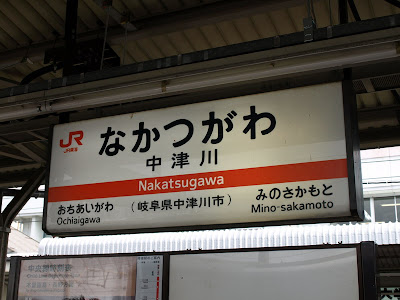 JR
JR
なかつがわ
中津川
Nakatsugawa
おちあいがわ
Ochiaigawa
(岐阜県中津川市)
みのさかもと
Mino-sakamoto